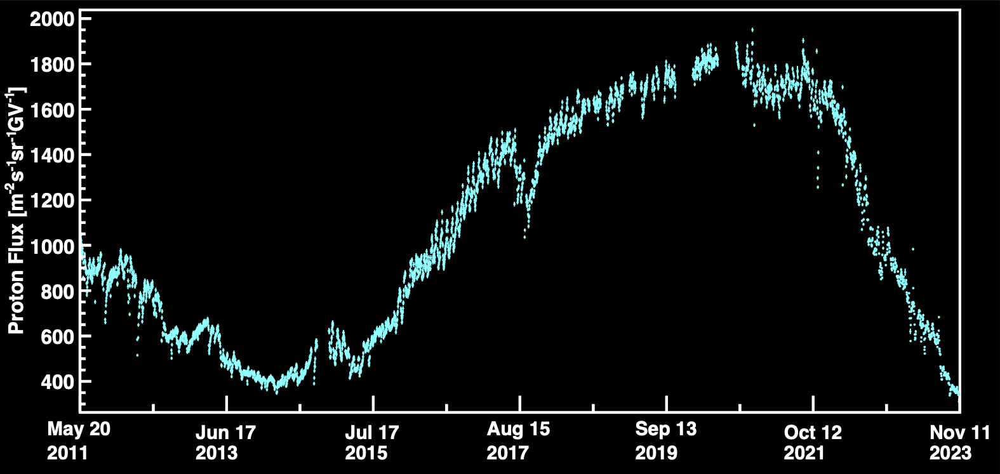 2000
1800
1600
1400
1200
1000
800
600
400
Proton Flux [m⁻²s⁻¹sr⁻¹GV⁻¹]
May 20 2011
Jun 17 2013
Jul 17 2015
Aug 15 2017
Sep 13 2019
Oct 12 2021
Nov 11 2023